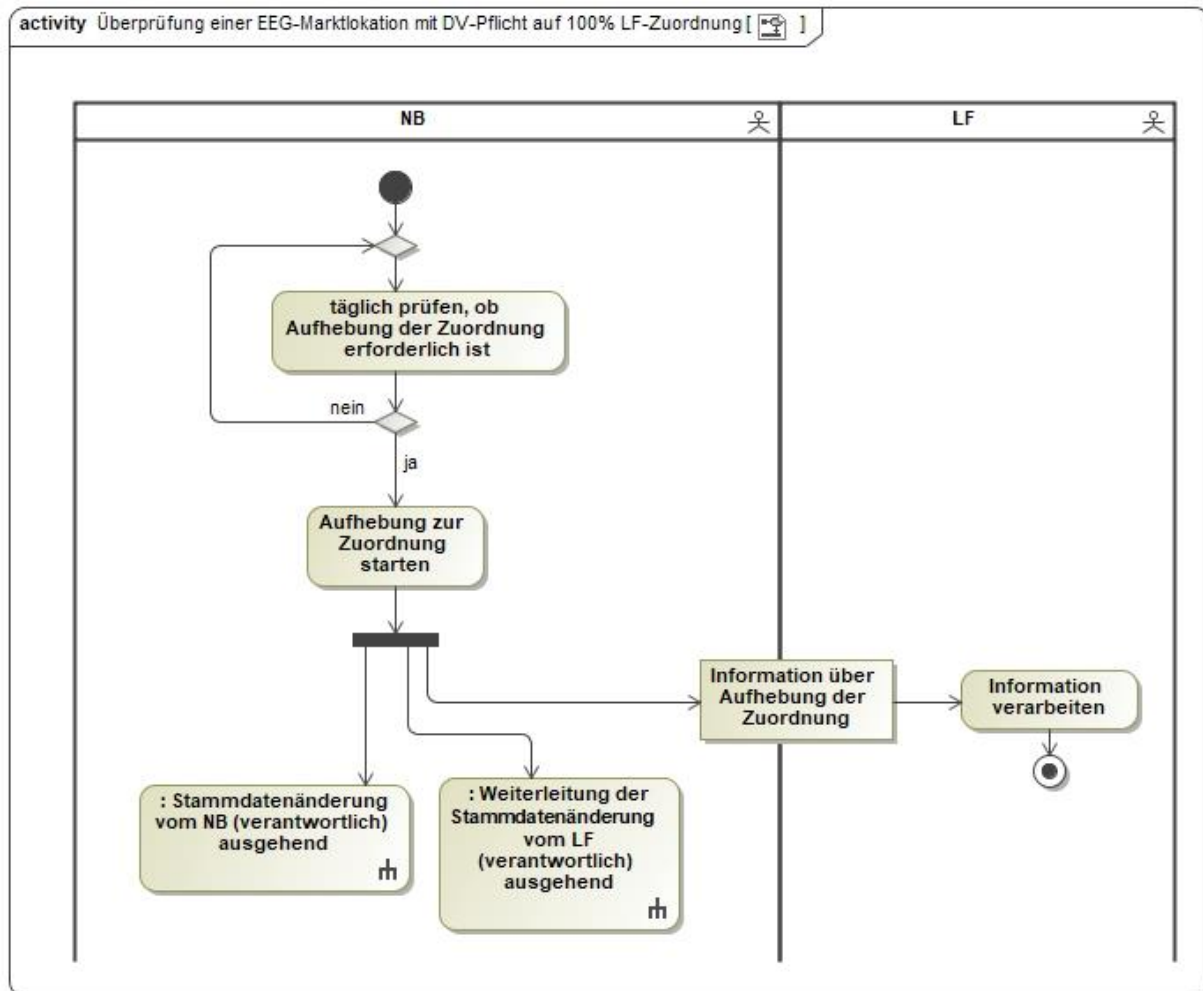 activity Überprüfung einer EEG-Marktlokation mit DV-Pflicht auf 100% LF-Zuordnung [ ]
NB
LF
täglich prüfen, ob
Aufhebung der Zuordnung
erforderlich ist
nein
ja
Aufhebung zur
Zuordnung
starten
Information über
Aufhebung der
Zuordnung
Information
verarbeiten
: Stammdatenänderung
vom NB (verantwortlich)
ausgehend
: Weiterleitung der
Stammdatenänderung
vom LF
(verantwortlich)
ausgehend